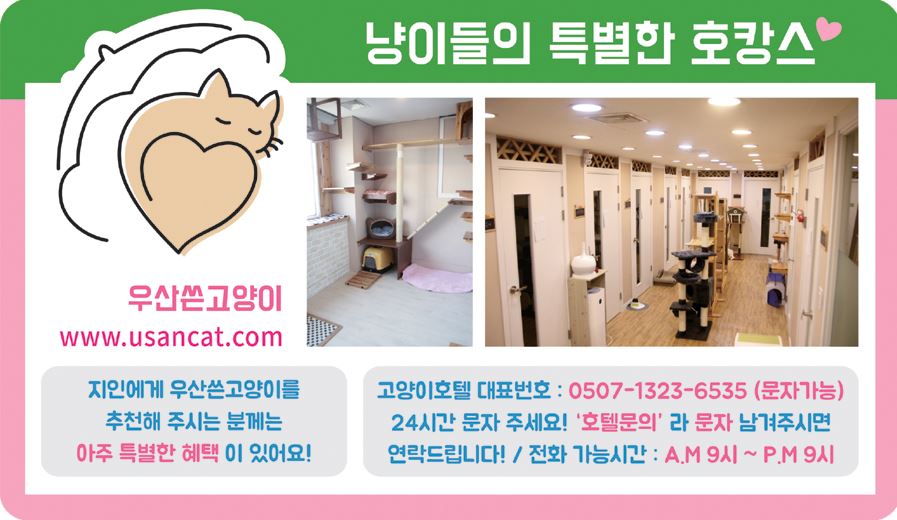 냥이들의 특별한 호캉스
우산쓴고양이
www.usancat.com
지인에게 우산쓴고양이를
추천해 주시는 분께는
아주 특별한 혜택 이 있어요!
고양이호텔 대표번호 : 0507-1323-6535 (문자가능)
24시간 문자 주세요! ‘호텔문의’ 라 문자 남겨주시면
연락드립니다! / 전화 가능시간 : A.M 9시 ~ P.M 9시